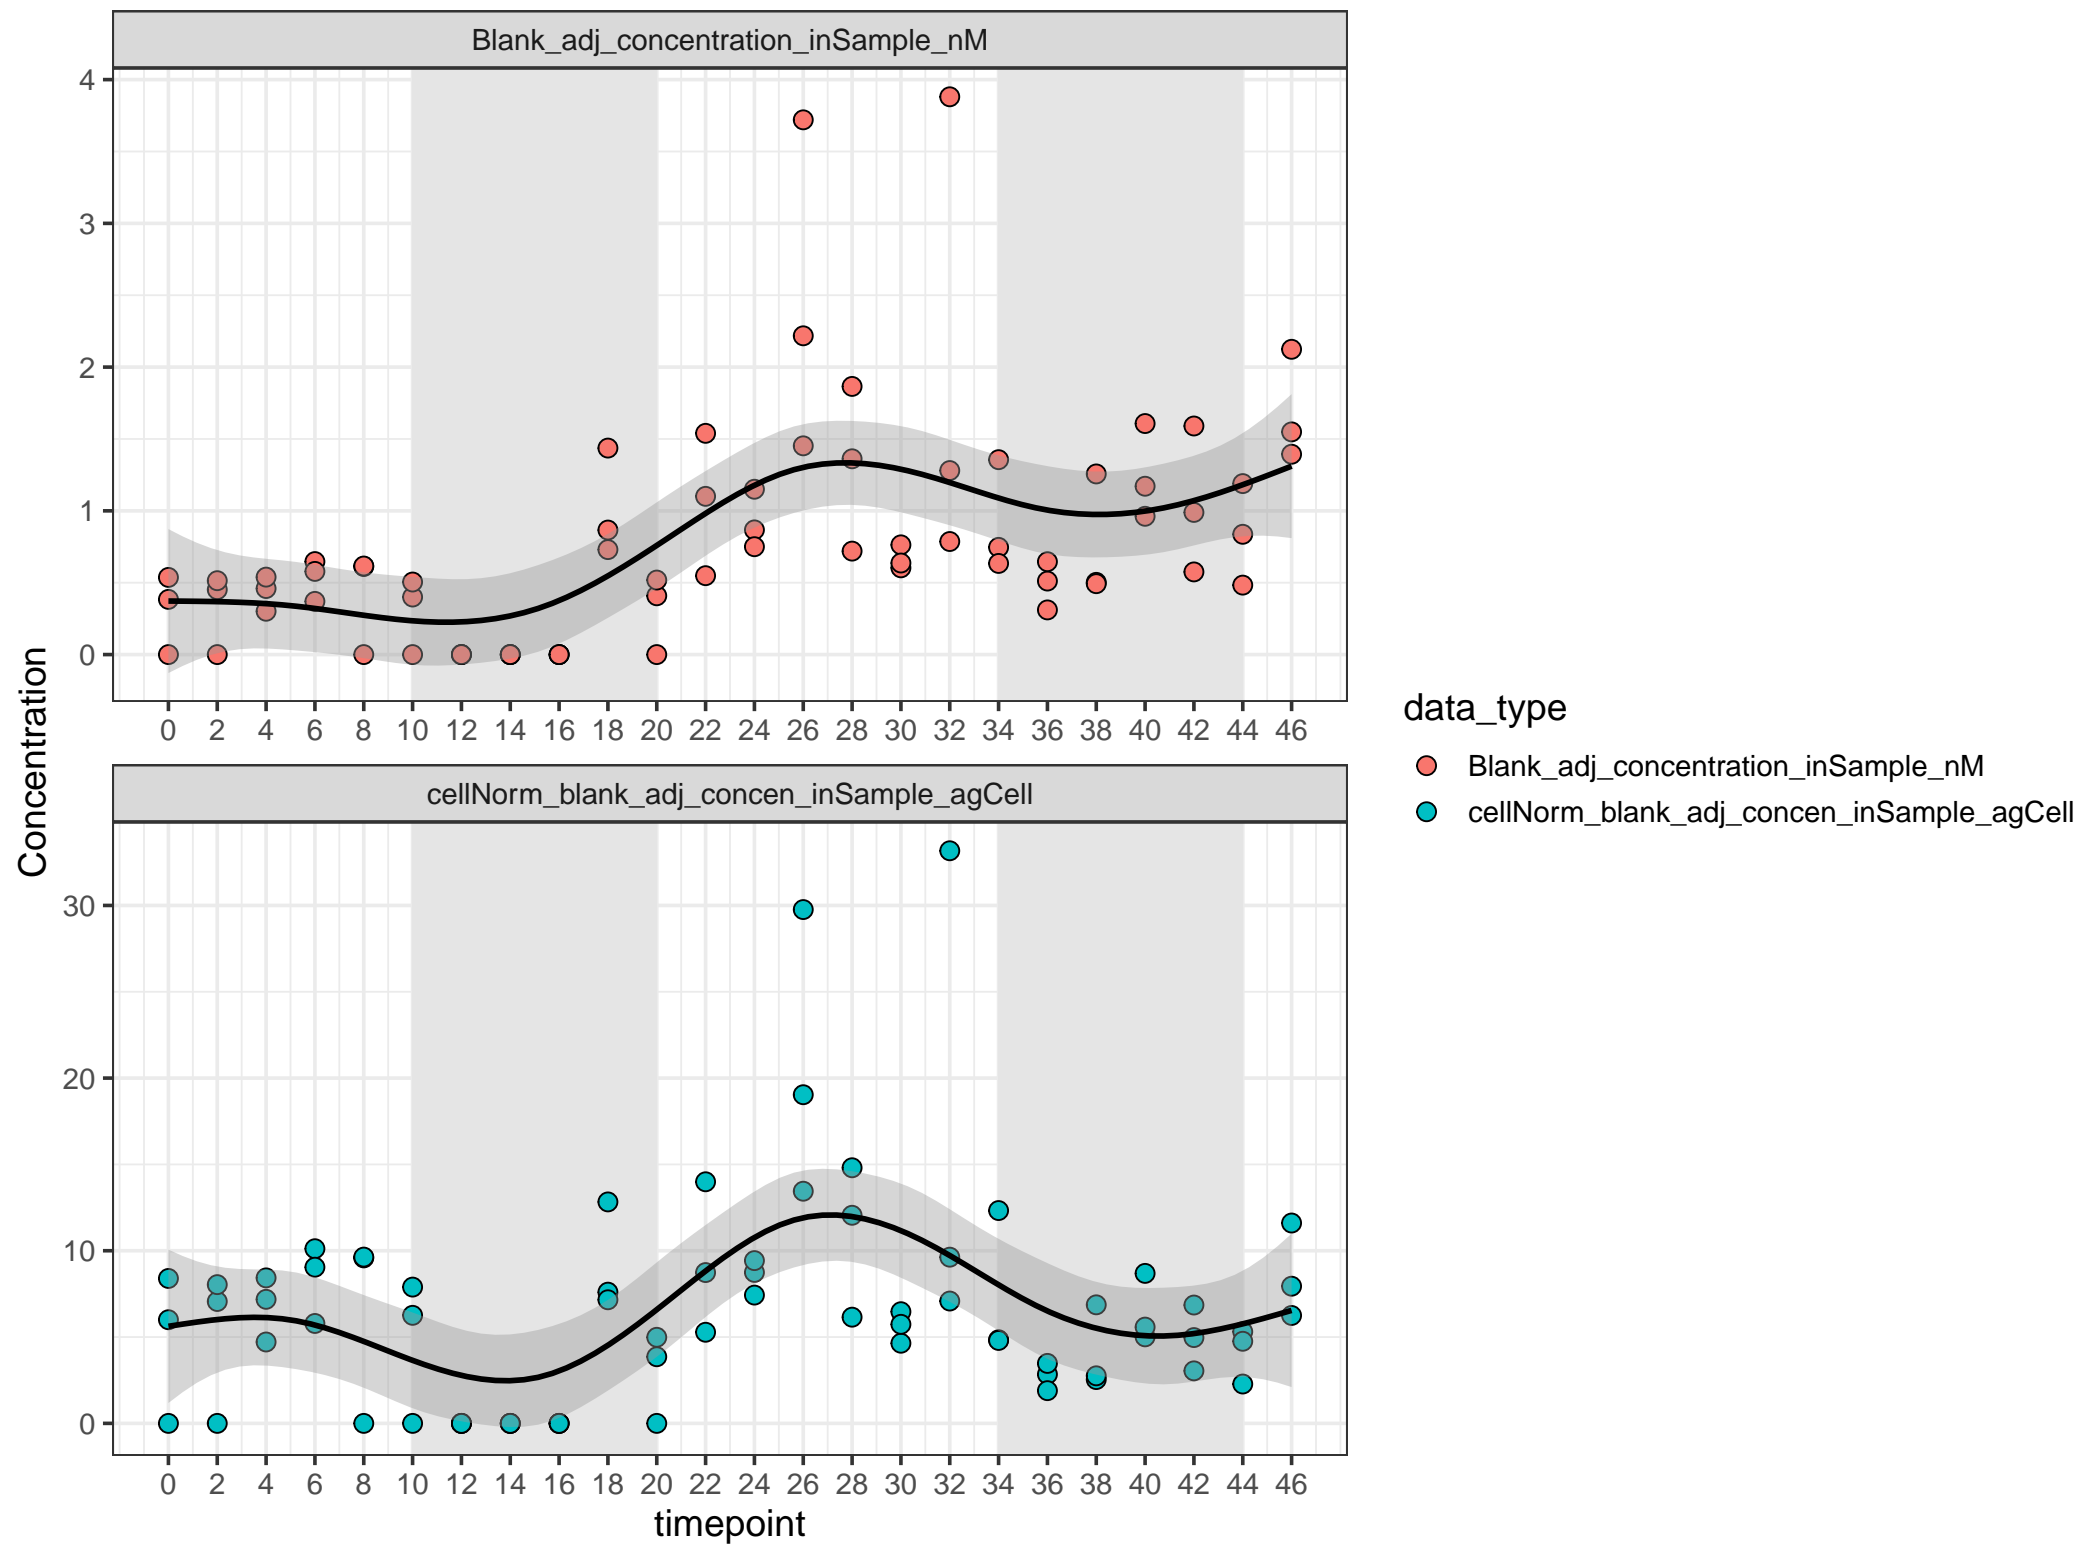 Blank_adj_concentration_inSample_nM
4
3
2
1
0
0 2 4 6 8 10 12 14 16 18 20 22 24 26 28 30 32 34 36 38 40 42 44 46
Concentration
cellNorm_blank_adj_concen_inSample_agCell
30
20
10
0
0 2 4 6 8 10 12 14 16 18 20 22 24 26 28 30 32 34 36 38 40 42 44 46
timepoint
data_type
Blank_adj_concentration_inSample_nM
cellNorm_blank_adj_concen_inSample_agCell